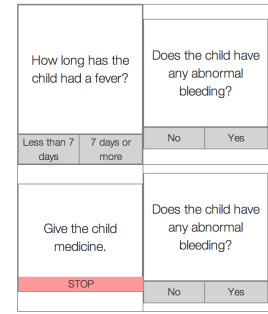 How long has the
child had a fever?
Less than 7
days
7 days or
more
Does the child have
any abnormal
bleeding?
No
Yes
Give the child
medicine.
STOP
Does the child have
any abnormal
bleeding?
No
Yes